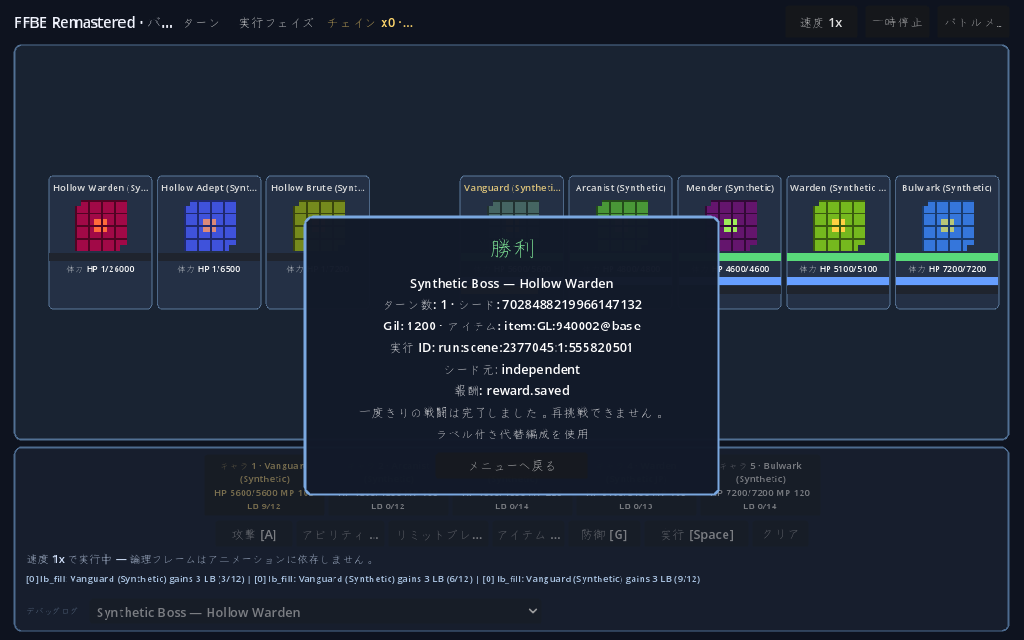 FFBE Remastered · バ… ターン 実行フェイズ チェイン x0 ·… 速度 1x 一時停止 バトルメ…
Hollow Warden (Sy… Hollow Adept (Synt… Hollow Brute (Synt… Vanguard (Syntheti… Arcanist (Synthetic) Mender (Synthetic) Warden (Synthetic … Bulwark (Synthetic)
体力 HP 1/26000 体力 HP 1/6500 体力 P 4600/4600 体力 HP 5100/5100 体力 HP 7200/7200
勝利
Synthetic Boss — Hollow Warden
ターン数: 1 · シード: 7028488219966147132
Gil: 1200 · アイテム: item:GL:940002@base
実行 ID: run:scene:2377045:1:555820501
シード元: independent
報酬: reward.saved
一度きりの戦闘は完了しました。再挑戦できません。
ラベル付き代替編成を使用
メニューへ戻る
キャラ 1 · Vanguar キャラ 5 · Bulwark
(Synthetic) (Synthetic)
HP 5600/5600 MP HP 7200/7200 MP 120
LB 9/12 LB 0/12 LB 0/14 LB 0/13 LB 0/14
攻撃 [A] アビリティ … リミットブレ… アイテム … 防御 [G] 実行 [Space] クリア
速度 1x で実行中 — 論理フレームはアニメーションに依存しません。
[0] lb_fill: Vanguard (Synthetic) gains 3 LB (3/12) | [0] lb_fill: Vanguard (Synthetic) gains 3 LB (6/12) | [0] lb_fill: Vanguard (Synthetic) gains 3 LB (9/12)
デバッグログ Synthetic Boss — Hollow Warden